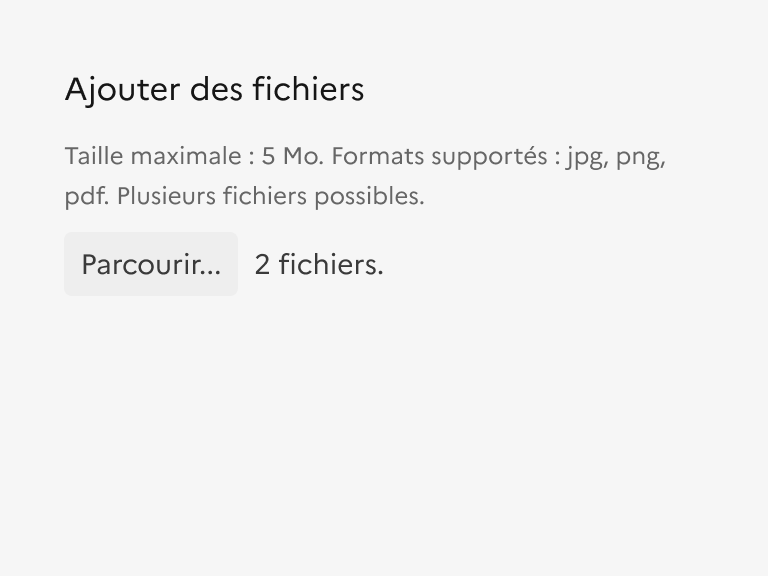 Ajouter des fichiers
Taille maximale : 5 Mo. Formats supportés : jpg, png,
pdf. Plusieurs fichiers possibles.
Parcourir... 2 fichiers.